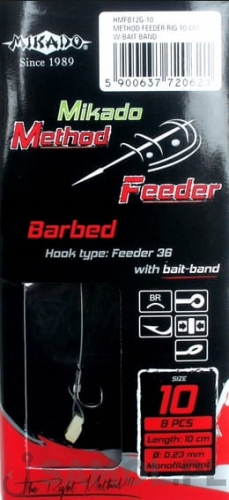 MIKADO
Since 1989
HMFB12G-10
METHOD FEEDER RIG 10 CM
W/BAIT BAND
5 900637 720621
Mikado
Method
Feeder
Barbed
Hook type: Feeder 36
with bait-band
BR
SIZE
10
8 PCS
Length: 10 cm
Ø: 0.23 mm
Monofilament
The Right Method!!!